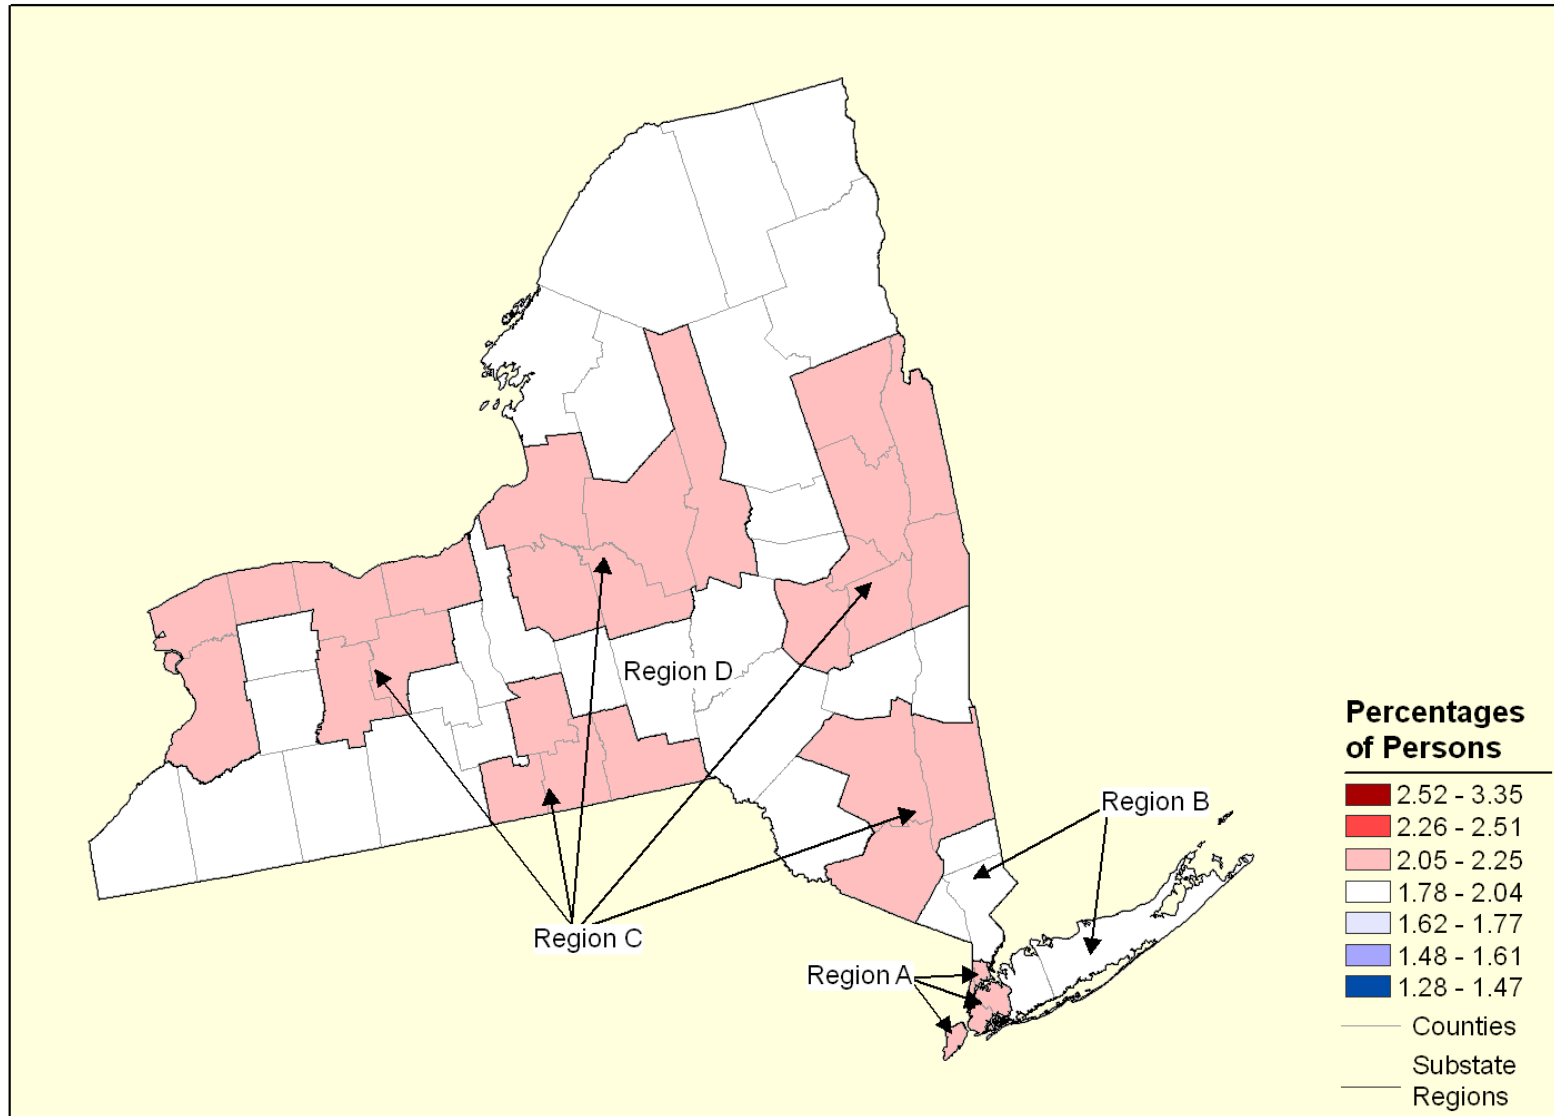 Region D
Region B
Region C
Region A
Percentages
of Persons
2.52 - 3.35
2.26 - 2.51
2.05 - 2.25
1.78 - 2.04
1.62 - 1.77
1.48 - 1.61
1.28 - 1.47
Counties
Substate
Regions